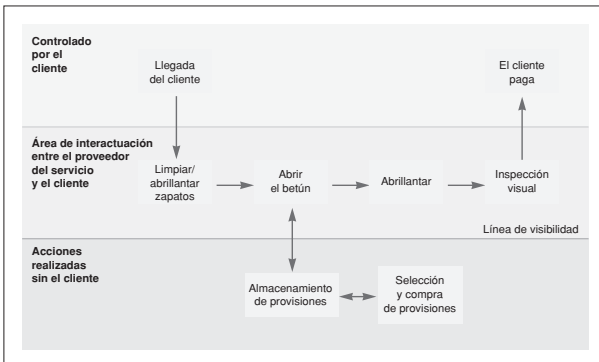 Controlado
por el
cliente
Llegada
del cliente
El cliente
paga
Área de interactuación
entre el proveedor
del servicio
y el cliente
Limpiar/
abrillantar
zapatos
Abrir
el betún
Abrillantar
Inspección
visual
Línea de visibilidad
Acciones
realizadas
sin el cliente
Almacenamiento
de provisiones
Selección
y compra
de provisiones